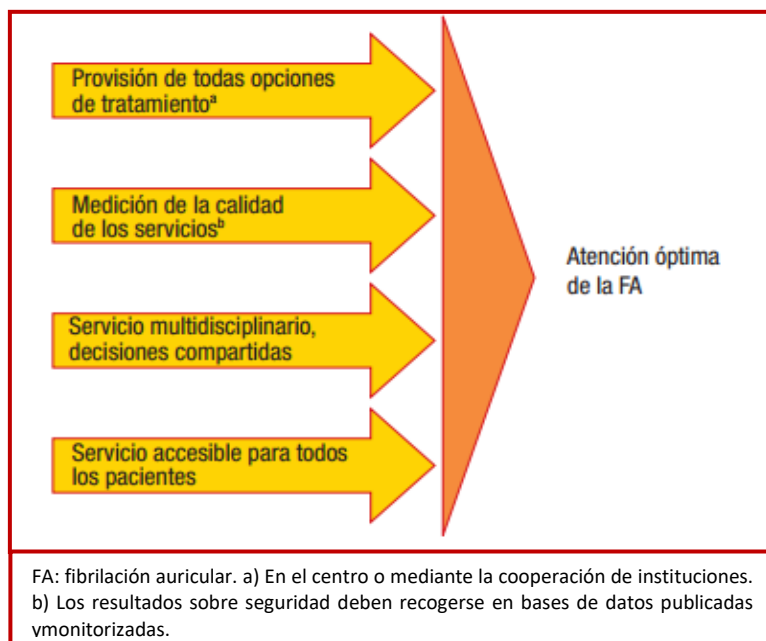 Provisión de todas opciones
de tratamientoᵃ
Medición de la calidad
de los serviciosᵇ
Servicio multidisciplinario,
decisiones compartidas
Servicio accesible para todos
los pacientes
Atención óptima
de la FA
FA: fibrilación auricular. a) En el centro o mediante la cooperación de instituciones.
b) Los resultados sobre seguridad deben recogerse en bases de datos publicadas
ymonitorizadas.